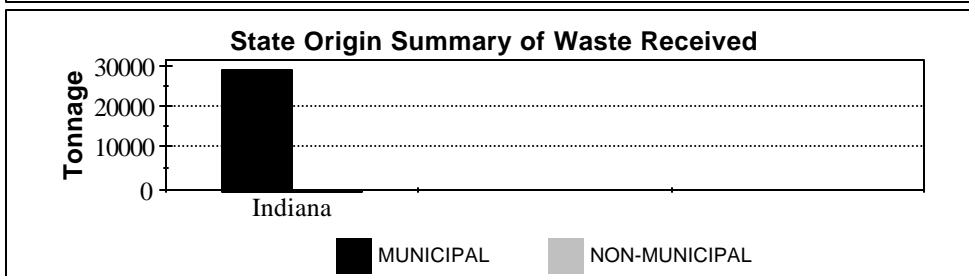 State Origin Summary of Waste Received
Tonnage
30000
20000
10000
0
Indiana
MUNICIPAL NON-MUNICIPAL